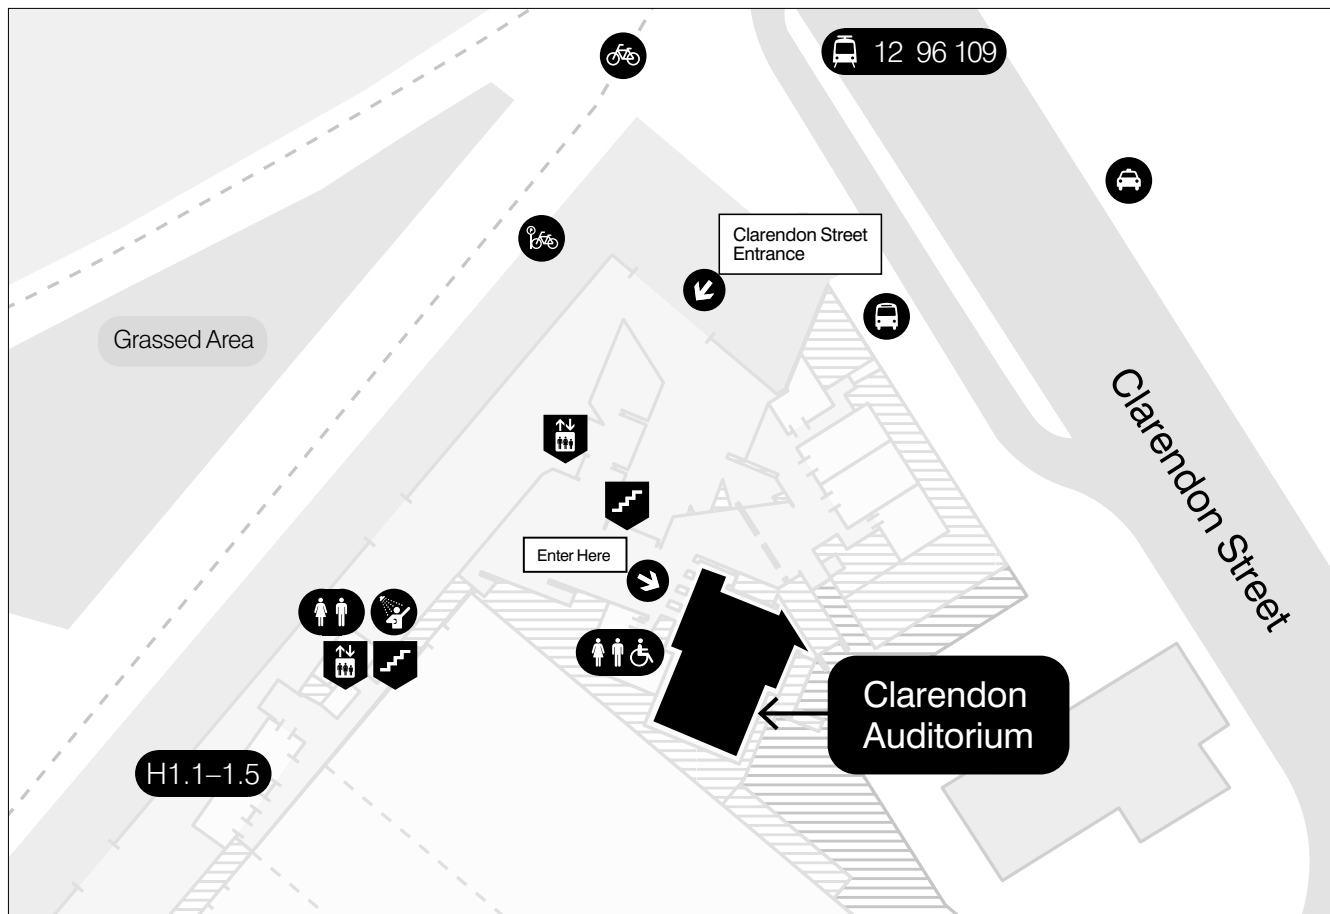 12 96 109
Clarendon Street
Entrance
Grassed Area
Clarendon Street
Enter Here
Clarendon
Auditorium
H1.1–1.5